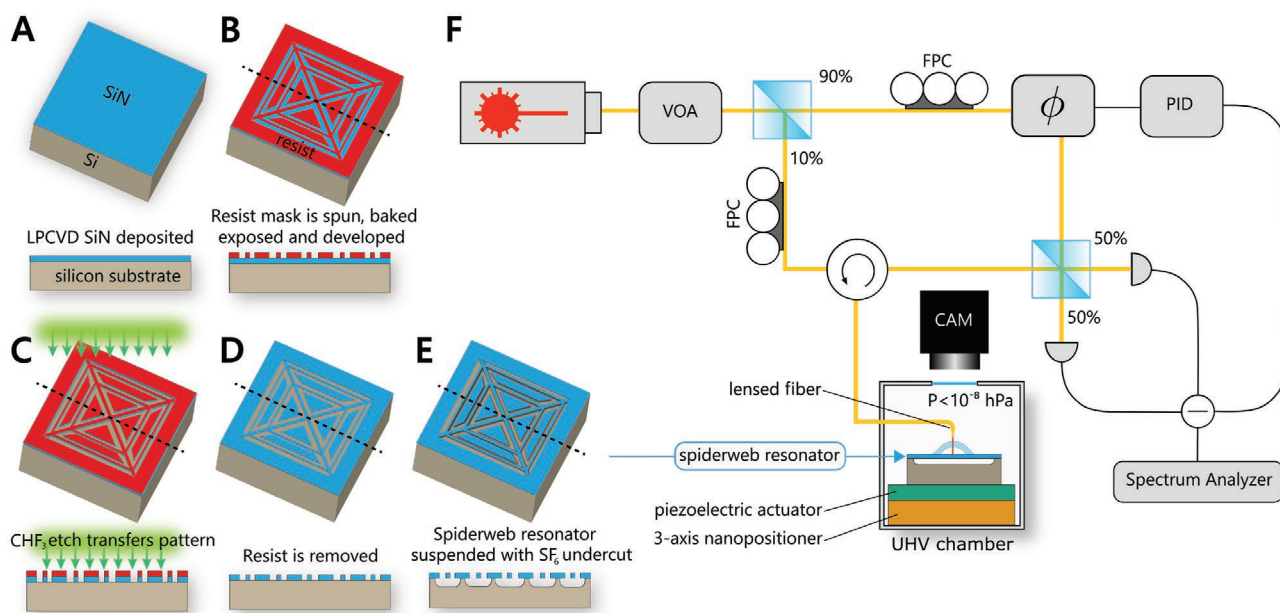 A
SiN
Si
LPCVD SiN deposited
silicon substrate
B
resist
Resist mask is spun, baked
exposed and developed
C
CHF3 etch transfers pattern
D
Resist is removed
E
Spiderweb resonator
suspended with SF6 undercut
F
VOA
90%
10%
FPC
FPC
ϕ
PID
50%
50%
CAM
lensed fiber
P<10⁻⁸ hPa
spiderweb resonator
piezoelectric actuator
3-axis nanopositioner
UHV chamber
−
Spectrum Analyzer